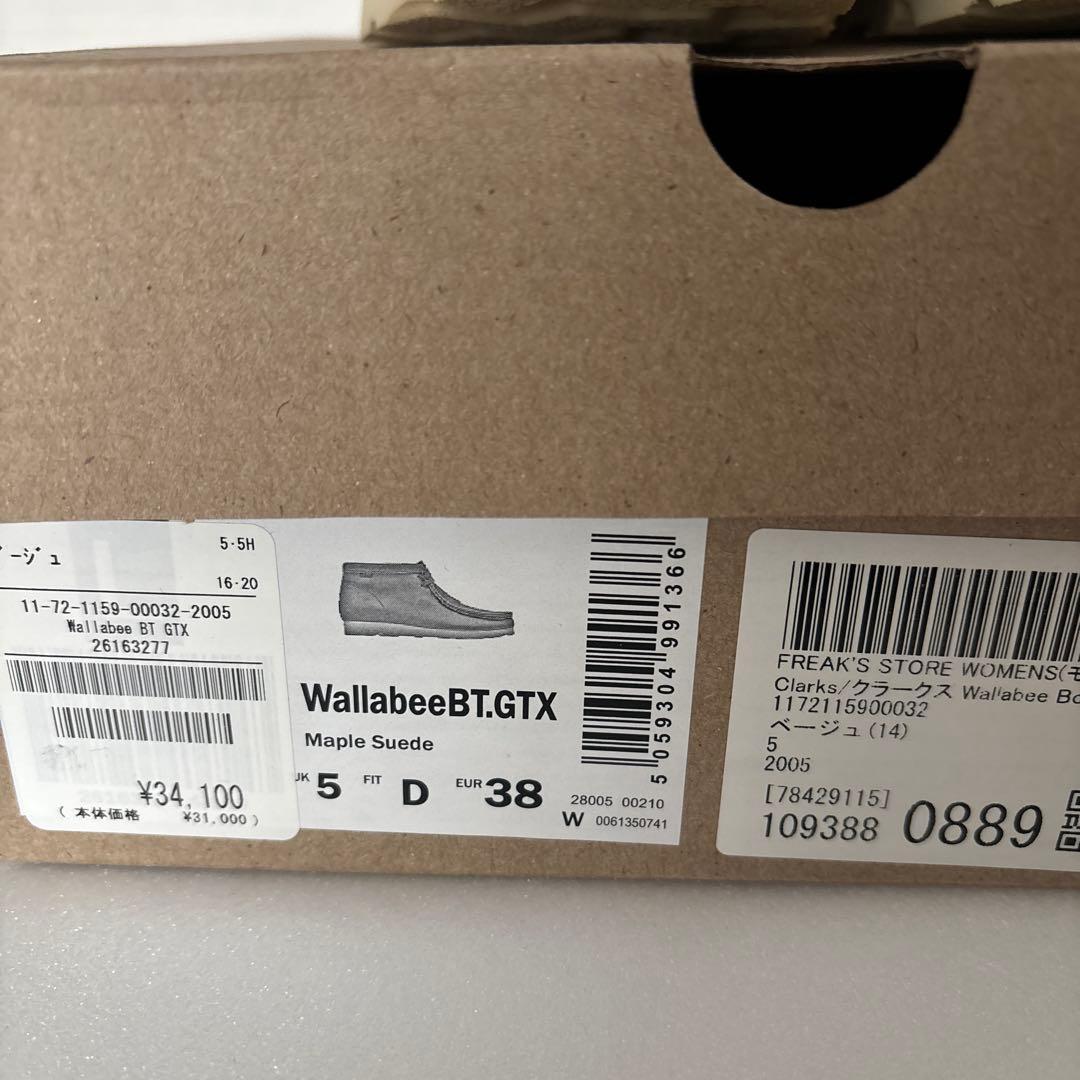 ージュ
5-5H
16-20
11-72-1159-00032-2005
Wallabee BT GTX
26163277
¥34,100
( 本体価格 ¥31,000 )
WallabeeBT.GTX
Maple Suede
UK 5 FIT D EUR 38
28005 00210
W 0061350741
5 059304 991366
FREAK'S STORE WOMENS(モ
Clarks/クラークス Wallabee Bo
1172115900032
ベージュ(14)
5
2005
[78429115]
109388 0889